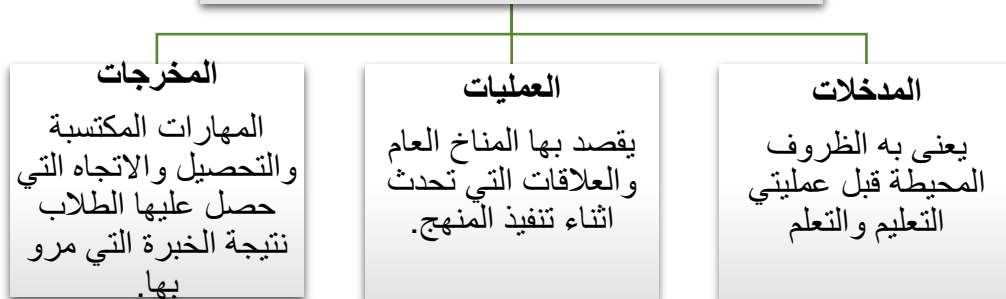 المدخلات
يعنى به الظروف
المحيطة قبل عمليتي
التعليم والتعلم
العمليات
يقصد بها المناخ العام
والعلاقات التي تحدث
اثناء تنفيذ المنهج.
المخرجات
المهارات المكتسبة
والتحصيل والاتجاه التي
حصل عليها الطلاب
نتيجة الخبرة التي مرو
بها.